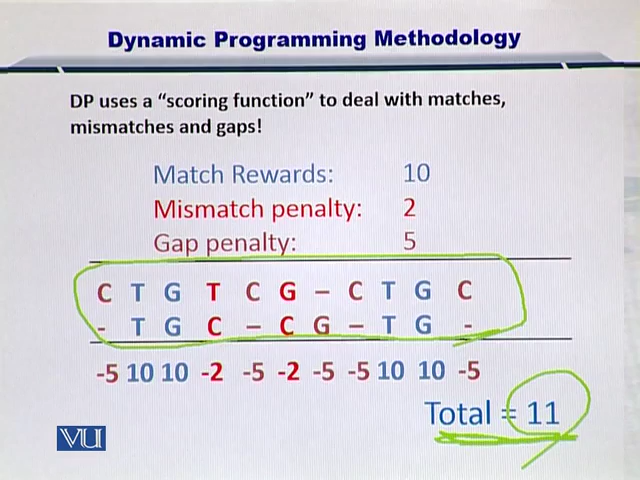 Dynamic Programming Methodology
DP uses a “scoring function” to deal with matches,
mismatches and gaps!
Match Rewards: 10
Mismatch penalty: 2
Gap penalty: 5
C T G T C G – C T G C
- T G C – C G – T G -
-5 10 10 -2 -5 -2 -5 -5 10 10 -5
Total = 11
VU